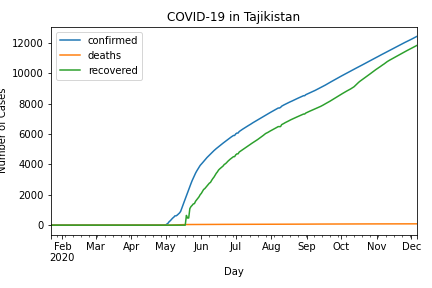 COVID-19 in Tajikistan
confirmed
deaths
recovered
12000
10000
8000
6000
4000
2000
0
Number of Cases
Feb Mar Apr May Jun Jul Aug Sep Oct Nov Dec
2020
Day